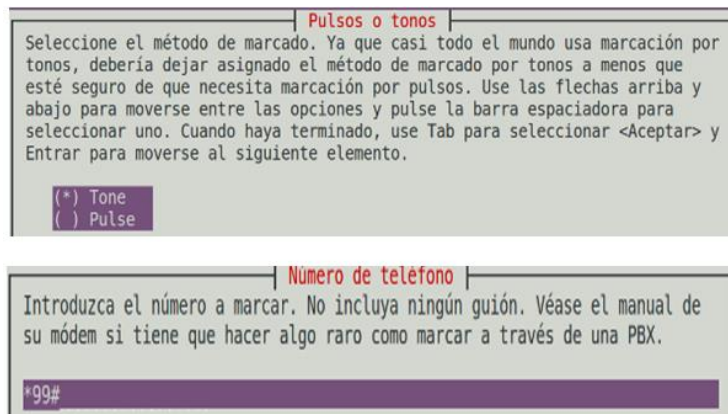 Pulsos o tonos
Seleccione el método de marcado. Ya que casi todo el mundo usa marcación por
tonos, debería dejar asignado el método de marcado por tonos a menos que
esté seguro de que necesita marcación por pulsos. Use las flechas arriba y
abajo para moverse entre las opciones y pulse la barra espaciadora para
seleccionar uno. Cuando haya terminado, use Tab para seleccionar <Aceptar> y
Entrar para moverse al siguiente elemento.
(*) Tone
( ) Pulse
Número de teléfono
Introduzca el número a marcar. No incluya ningún guión. Véase el manual de
su módem si tiene que hacer algo raro como marcar a través de una PBX.
*99#